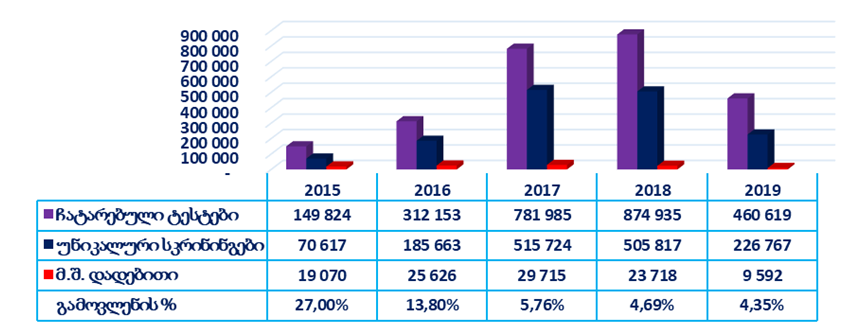 900 000
800 000
700 000
600 000
500 000
400 000
300 000
200 000
100 000
-
2015 2016 2017 2018 2019
ჩატარებული ტესტები 149 824 312 153 781 985 874 935 460 619
უნიკალური სკრინინგები 70 617 185 663 515 724 505 817 226 767
მ.შ. დადებითი 19 070 25 626 29 715 23 718 9 592
გამოვლენის % 27,00% 13,80% 5,76% 4,69% 4,35%